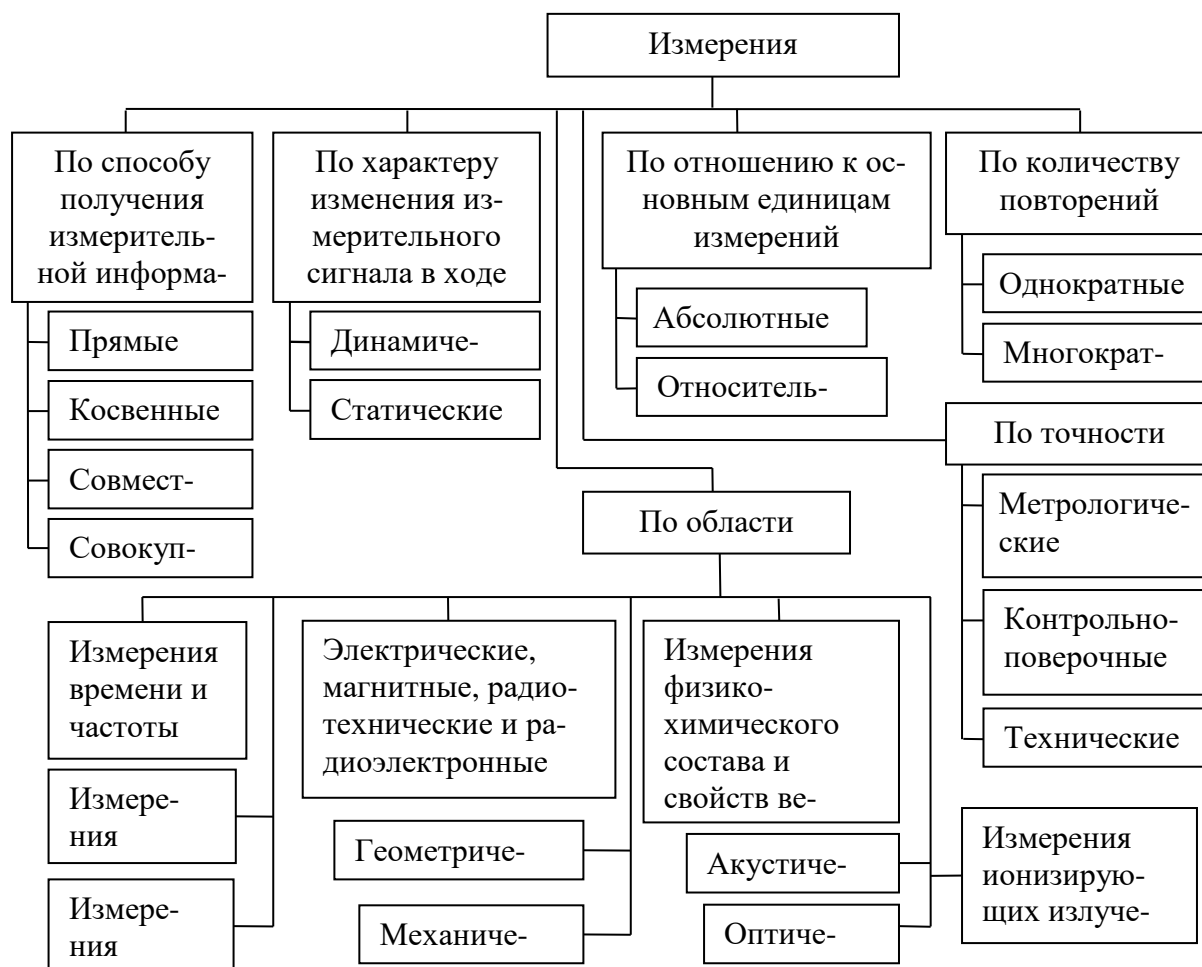 Измерения
По способу
получения
измеритель-
ной информа-
Прямые
Косвенные
Совмест-
Совокуп-
По характеру
изменения из-
мерительного
сигнала в ходе
Динамиче-
Статические
По отношению к ос-
новным единицам
измерений
Абсолютные
Относитель-
По количеству
повторений
Однократные
Многократ-
По точности
Метрологиче-
ские
Контрольно-
поверочные
Технические
По области
Измерения
времени и
частоты
Измере-
ния
Измере-
ния
Электрические,
магнитные, радио-
технические и ра-
диоэлектронные
Геометриче-
Механиче-
Измерения
физико-
химического
состава и
свойств ве-
Акустиче-
Оптиче-
Измерения
ионизирую-
щих излуче-